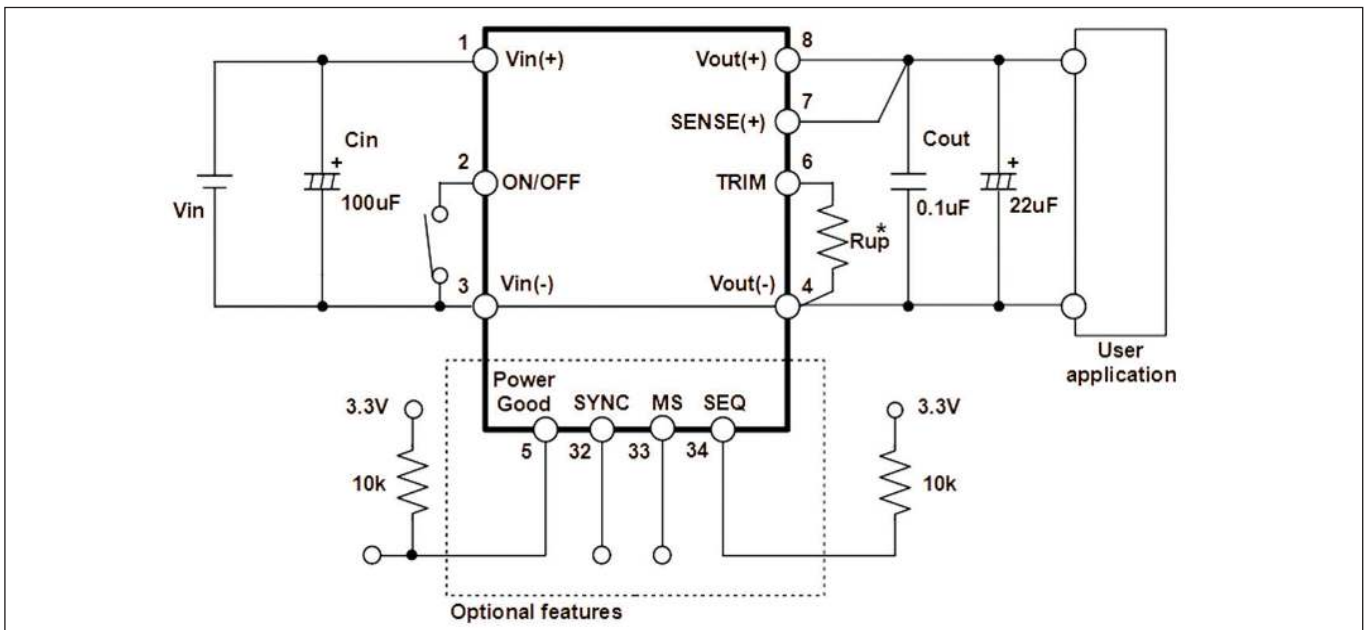 1
Vin(+)
Vout(+)
8
7
SENSE(+)
Cin
+
100uF
Vin
2
ON/OFF
TRIM
6
Cout
0.1uF
+
22uF
Rup*
3
Vin(-)
Vout(-)
4
User
application
Power
Good
SYNC
MS
SEQ
5
32
33
34
3.3V
10k
3.3V
10k
Optional features